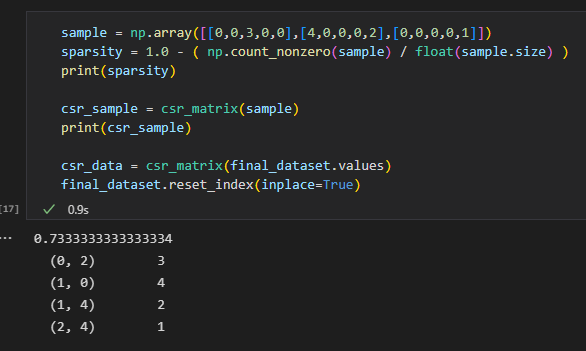 sample = np.array([[0,0,3,0,0],[4,0,0,0,2],[0,0,0,0,1]])
sparsity = 1.0 - ( np.count_nonzero(sample) / float(sample.size) )
print(sparsity)
csr_sample = csr_matrix(sample)
print(csr_sample)
csr_data = csr_matrix(final_dataset.values)
final_dataset.reset_index(inplace=True)
[17] ✓ 0.9s
... 0.7333333333333334
(0, 2) 3
(1, 0) 4
(1, 4) 2
(2, 4) 1